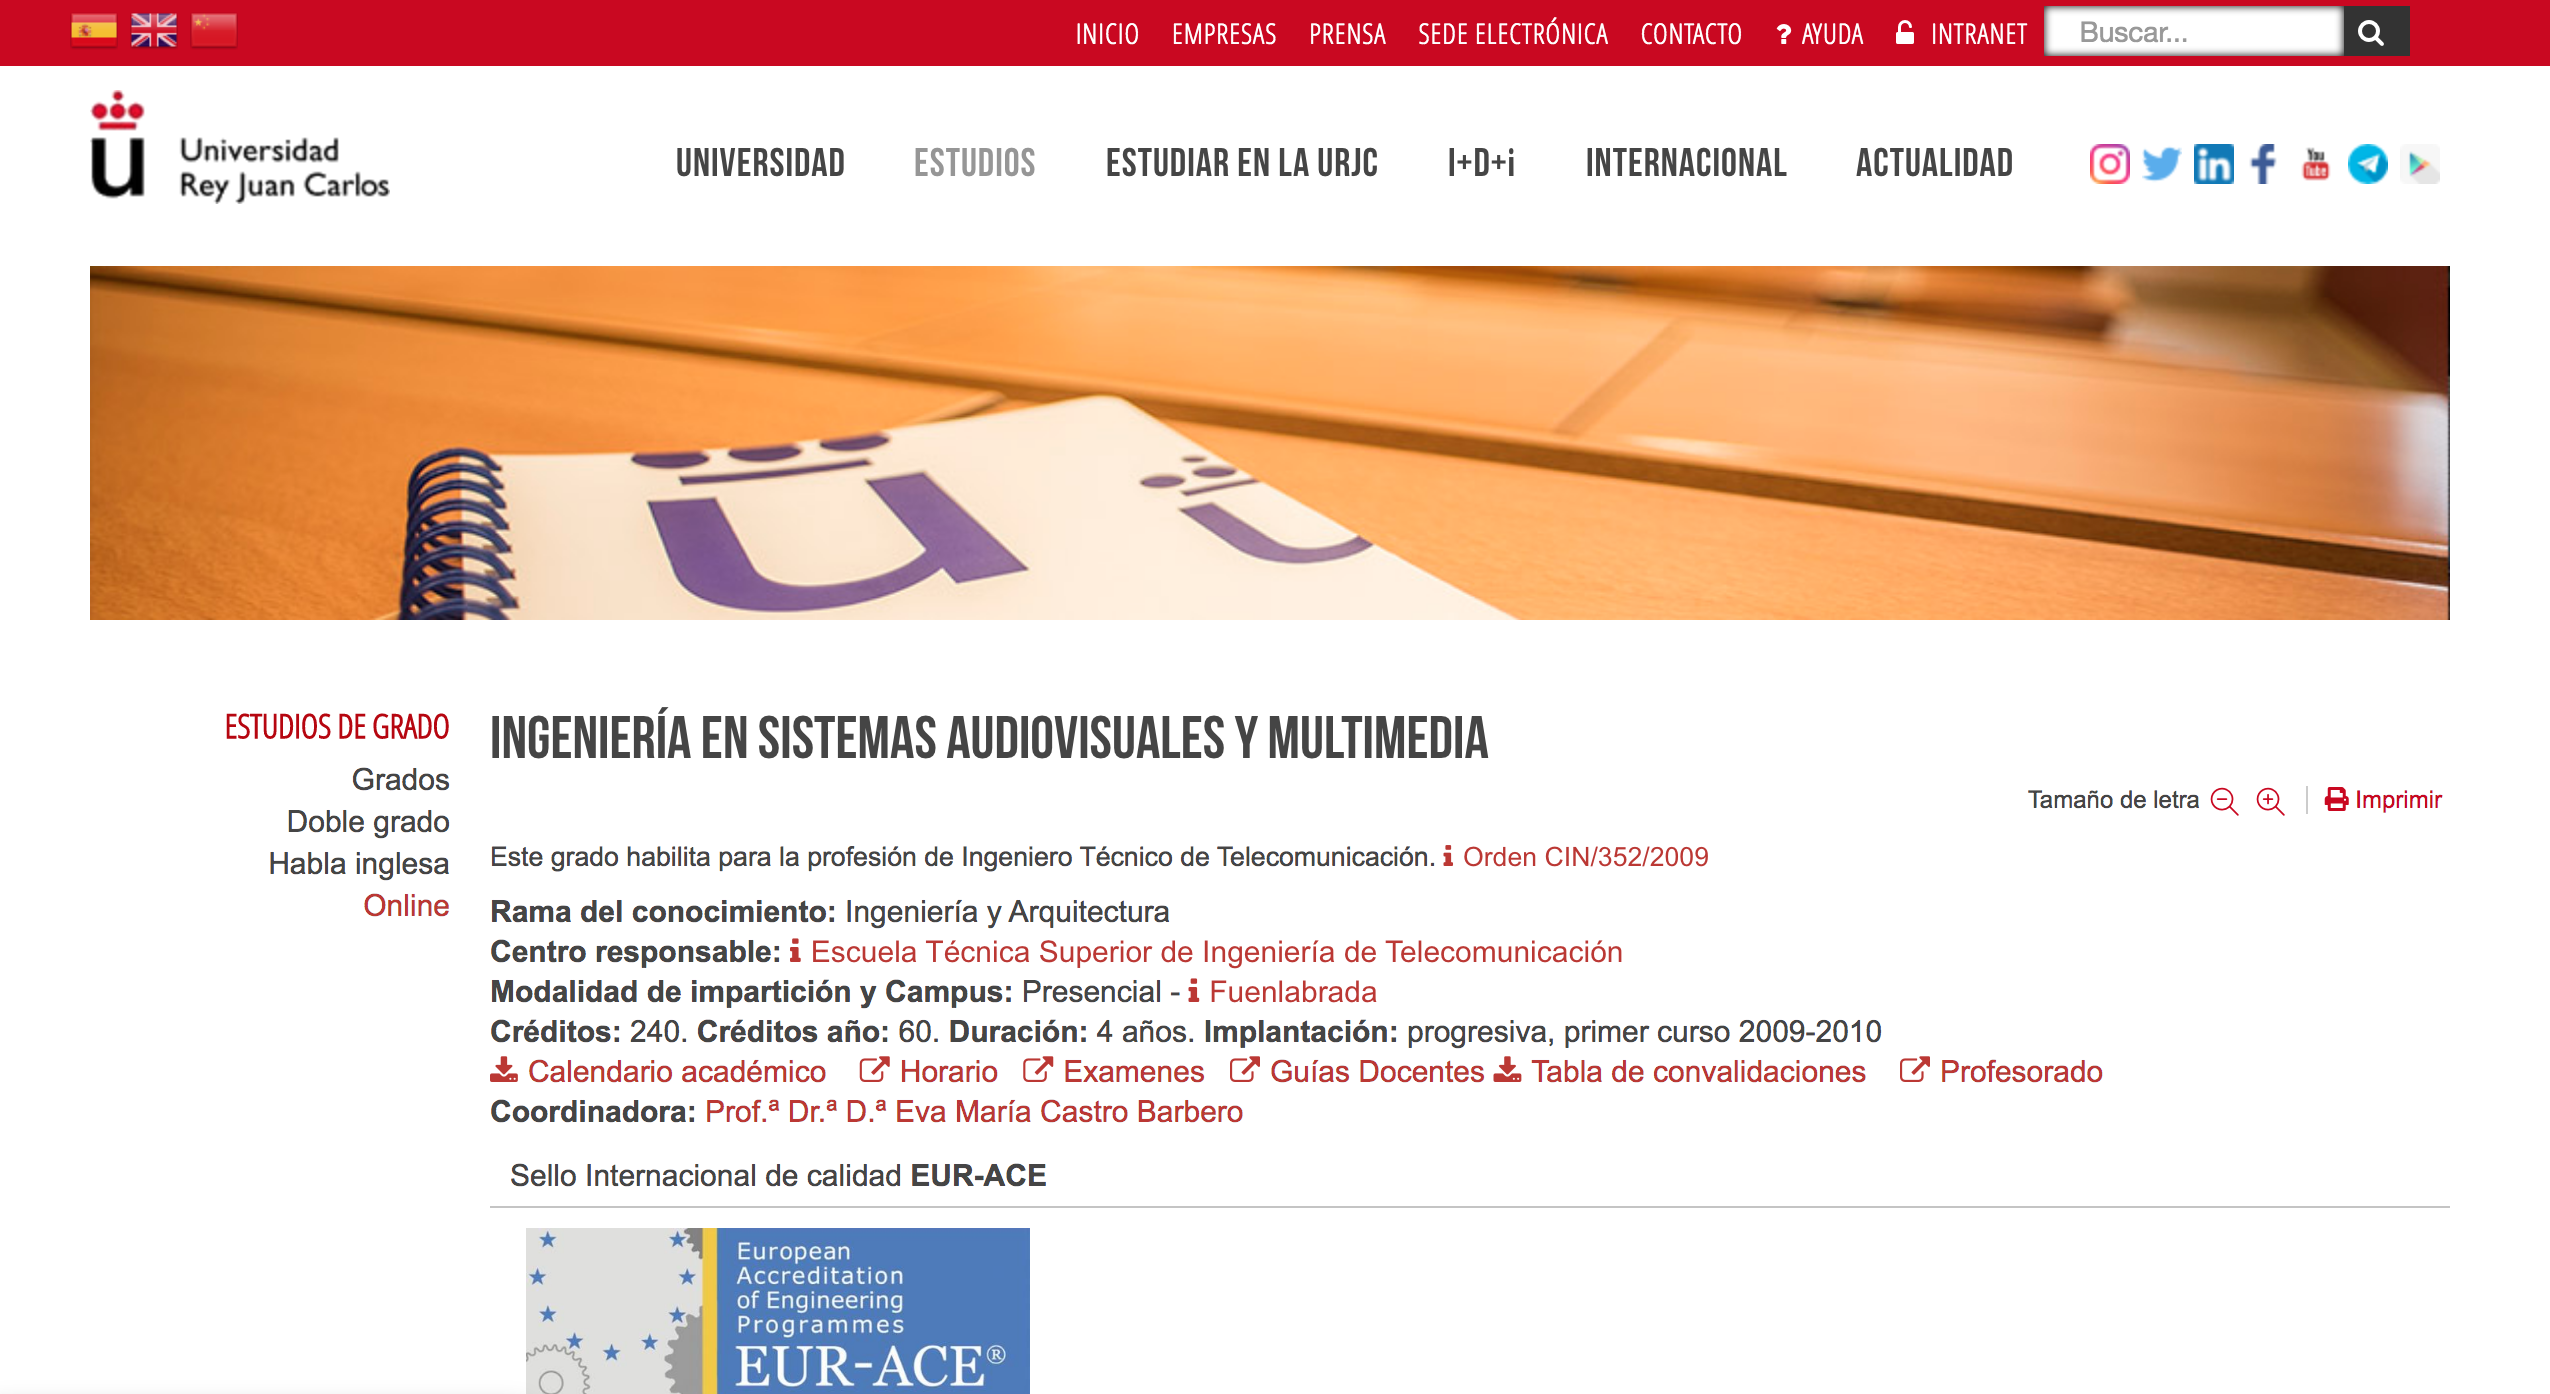 INICIO EMPRESAS PRENSA SEDE ELECTRÓNICA CONTACTO ? AYUDA INTRANET Buscar...
Universidad
Rey Juan Carlos
UNIVERSIDAD ESTUDIOS ESTUDIAR EN LA URJC I+D+i INTERNACIONAL ACTUALIDAD
You
Tube
u u
ESTUDIOS DE GRADO
Grados
Doble grado
Habla inglesa
Online
INGENIERÍA EN SISTEMAS AUDIOVISUALES Y MULTIMEDIA
Tamaño de letra Imprimir
Este grado habilita para la profesión de Ingeniero Técnico de Telecomunicación. Orden CIN/352/2009
Rama del conocimiento: Ingeniería y Arquitectura
Centro responsable: Escuela Técnica Superior de Ingeniería de Telecomunicación
Modalidad de impartición y Campus: Presencial - Fuenlabrada
Créditos: 240. Créditos año: 60. Duración: 4 años. Implantación: progresiva, primer curso 2009-2010
Calendario académico Horario Examenes Guías Docentes Tabla de convalidaciones Profesorado
Coordinadora: Prof.ª Dr.ª D.ª Eva María Castro Barbero
Sello Internacional de calidad EUR-ACE
European
Accreditation
of Engineering
Programmes
EUR-ACE®